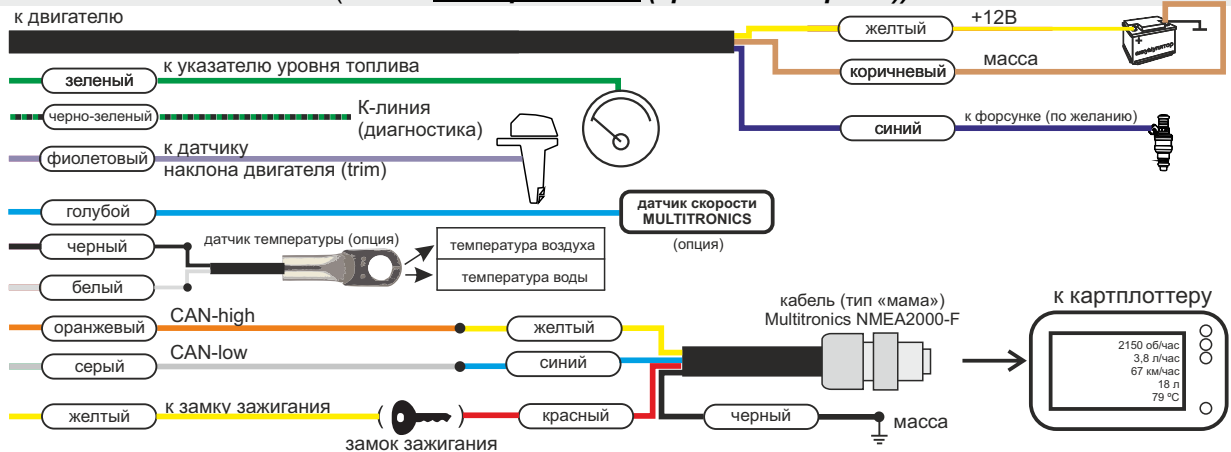 к двигателю
желтый
+12В
аккумулятор
коричневый
масса
зеленый
к указателю уровня топлива
черно-зеленый
К-линия
(диагностика)
синий
к форсунке (по желанию)
фиолетовый
к датчику
наклона двигателя (trim)
голубой
датчик скорости
MULTITRONICS
(опция)
черный
датчик температуры (опция)
температура воздуха
белый
температура воды
оранжевый
CAN-high
желтый
кабель (тип «мама»)
Multitronics NMEA2000-F
к картплоттеру
серый
CAN-low
синий
2150 об/час
3,8 л/час
67 км/час
18 л
79 ºC
желтый
к замку зажигания
замок зажигания
красный
черный
масса